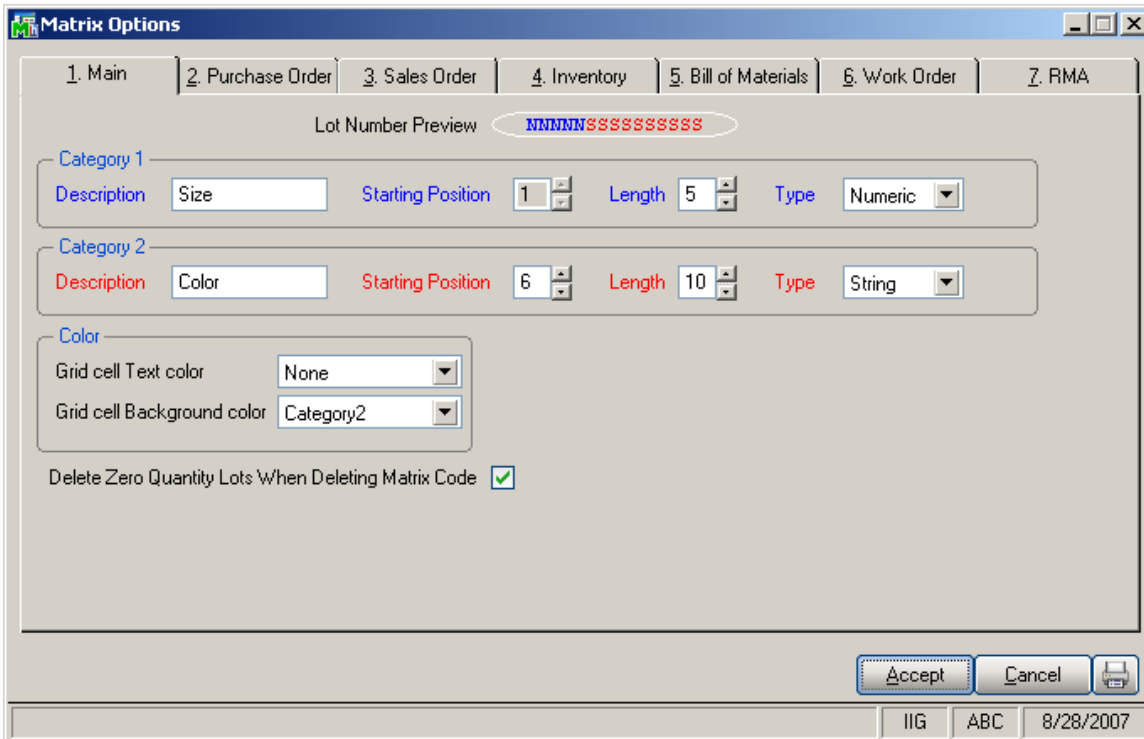 Matrix Options
1. Main 2. Purchase Order 3. Sales Order 4. Inventory 5. Bill of Materials 6. Work Order 7. RMA
Lot Number Preview NNNNNSSSSSSSSSS
Category 1
Description Size Starting Position 1 Length 5 Type Numeric
Category 2
Description Color Starting Position 6 Length 10 Type String
Color
Grid cell Text color None
Grid cell Background color Category2
Delete Zero Quantity Lots When Deleting Matrix Code
Accept Cancel
IIG ABC 8/28/2007